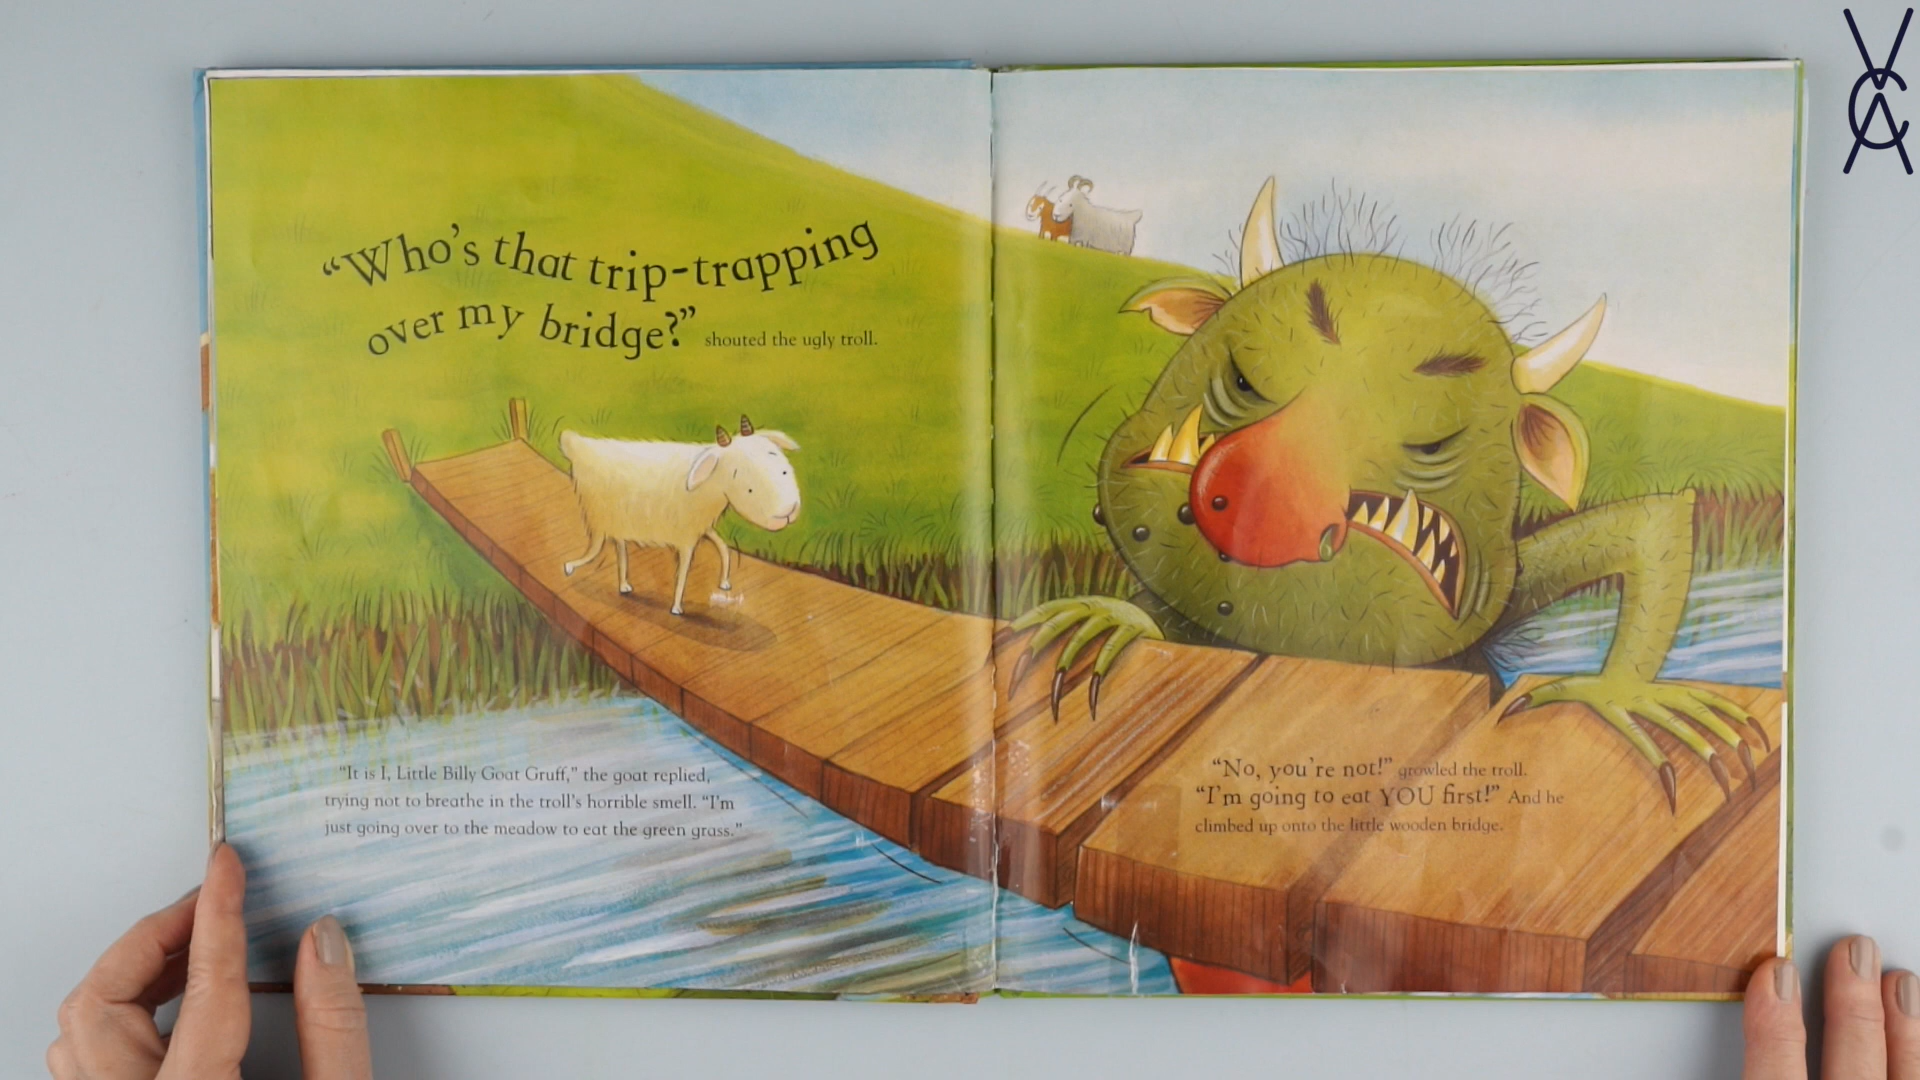 “Who’s that trip-trapping
over my bridge?” shouted the ugly troll.
“It is I, Little Billy Goat Gruff,” the goat replied,
trying not to breathe in the troll’s horrible smell. “I’m
just going over to the meadow to eat the green grass.”
“No, you’re not!” growled the troll.
“I’m going to eat YOU first!” And he
climbed up onto the little wooden bridge.
VCA